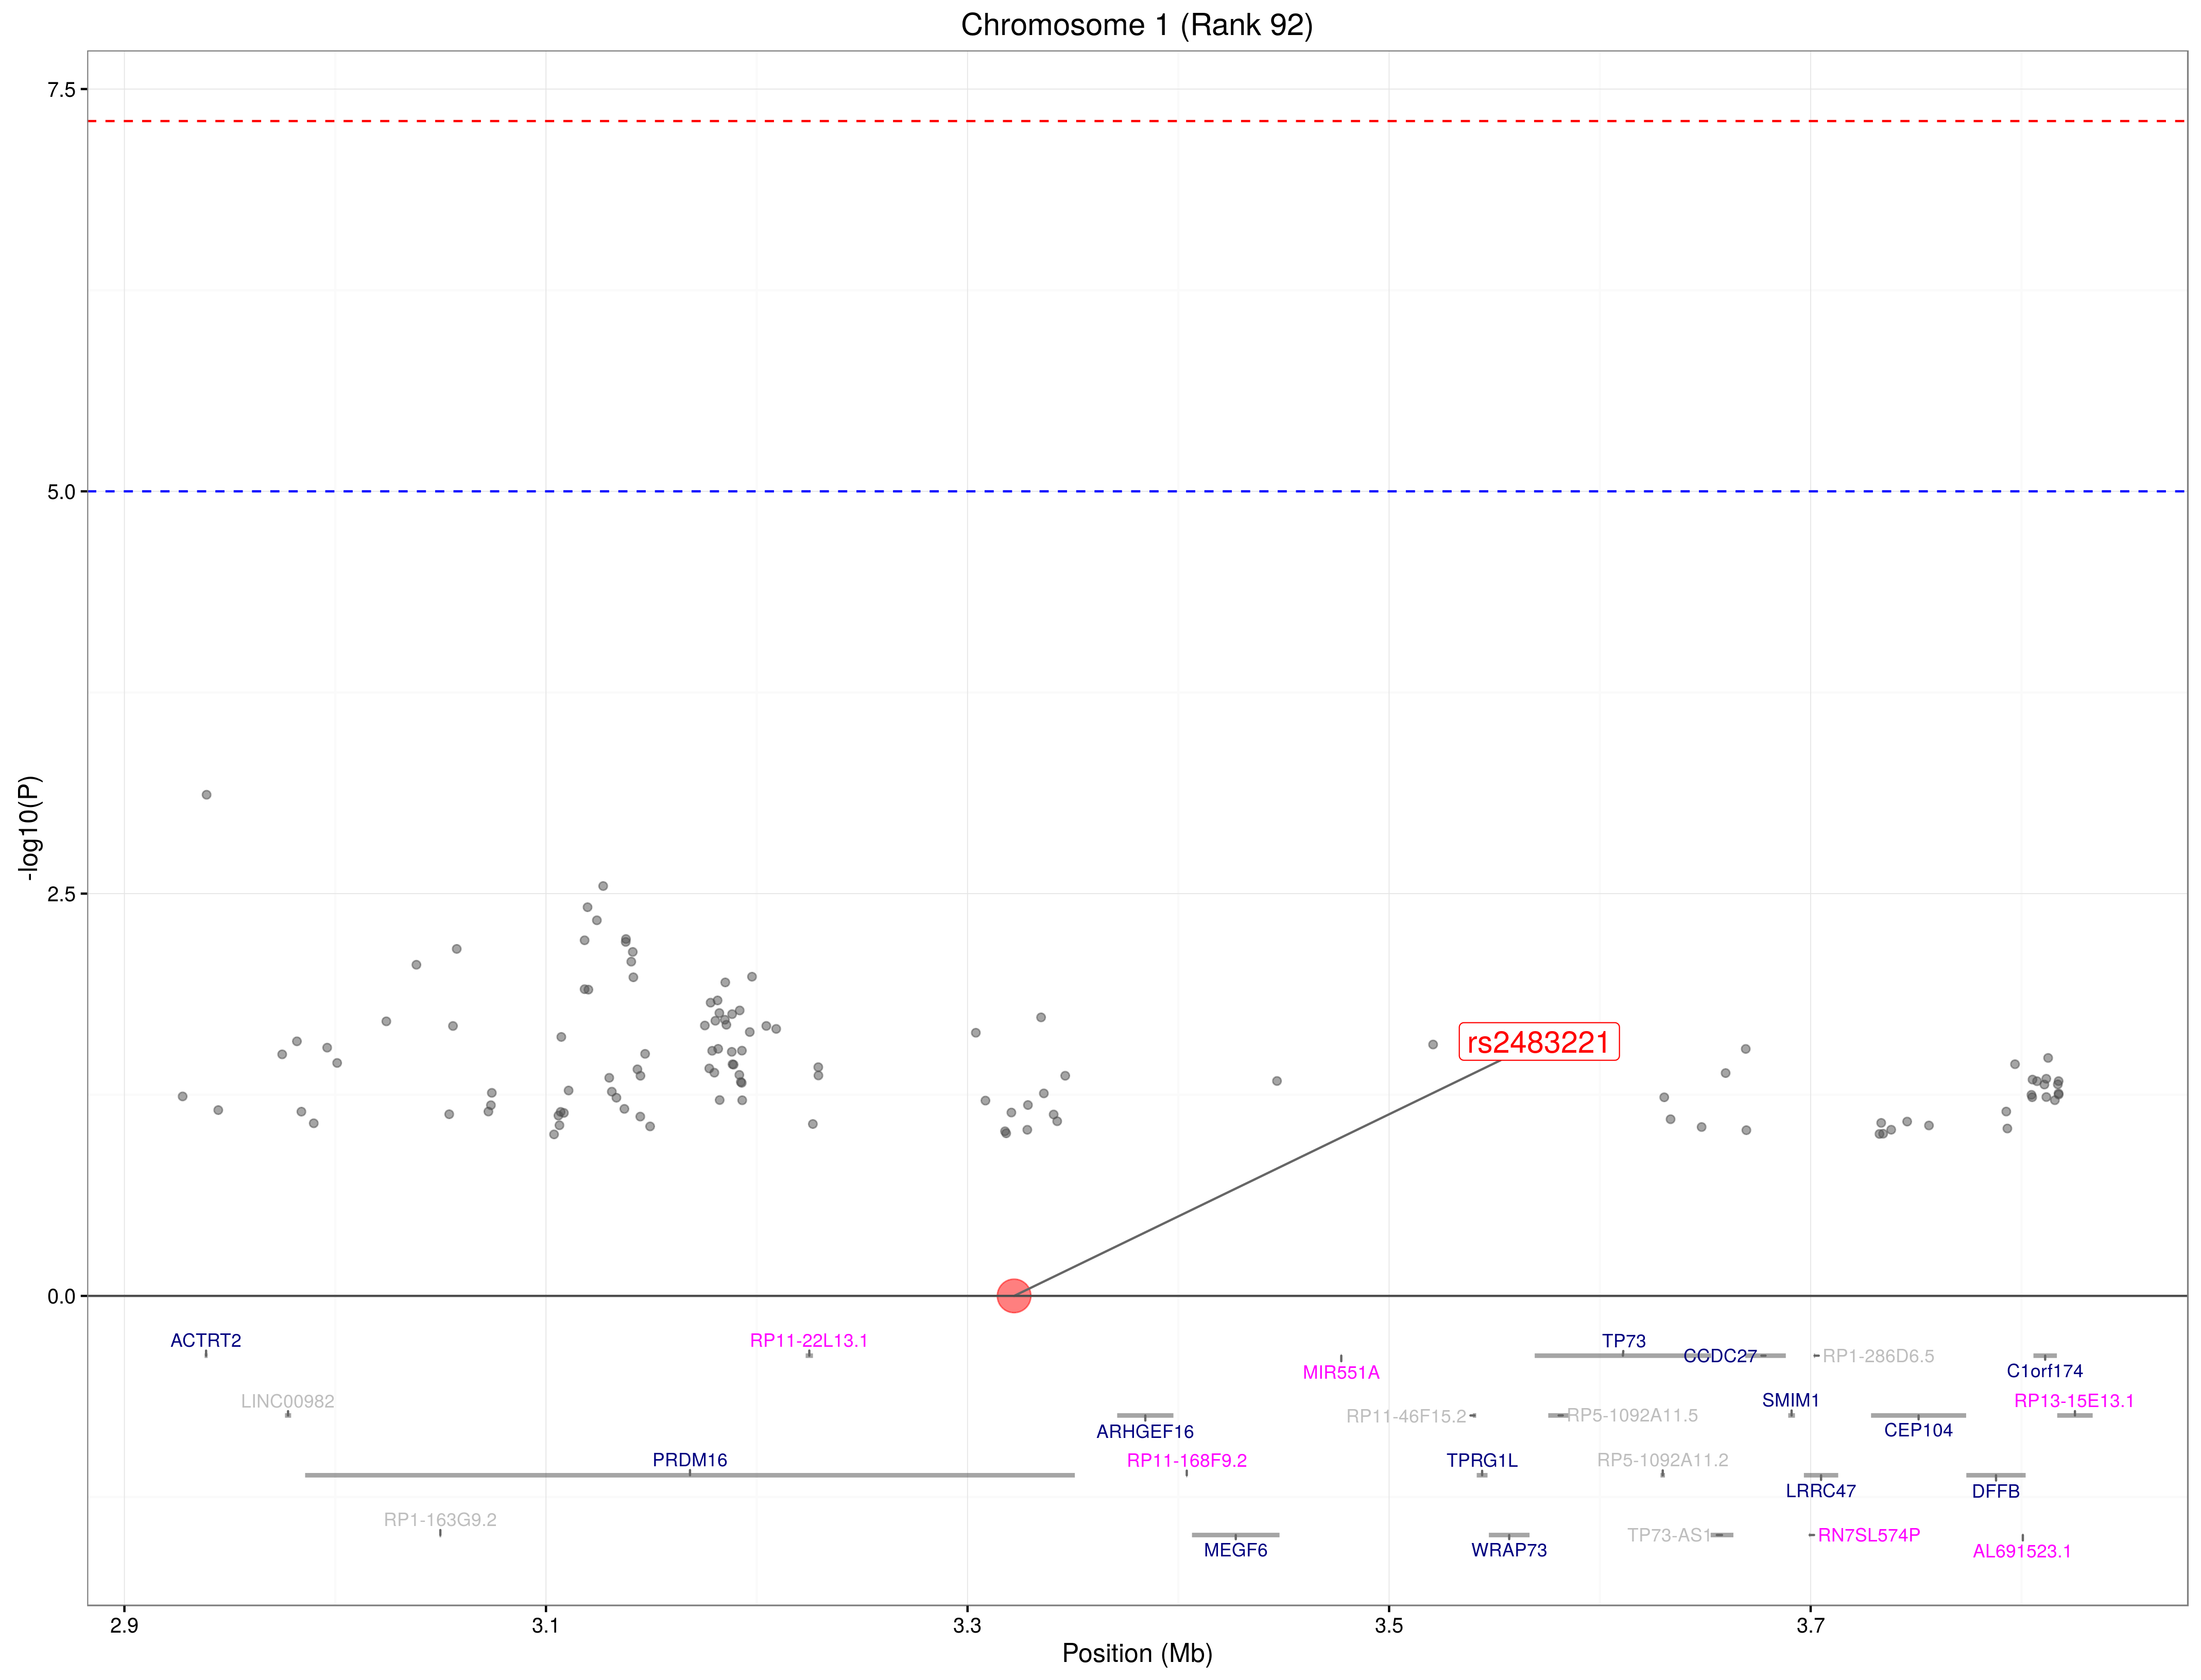 Chromosome 1 (Rank 92)
7.5
5.0
2.5
0.0
-log10(P)
rs2483221
ACTRT2
RP11-22L13.1
MIR551A
TP73
CCDC27
RP1-286D6.5
C1orf174
LINC00982
ARHGEF16
RP11-46F15.2
RP5-1092A11.5
SMIM1
CEP104
RP13-15E13.1
PRDM16
RP11-168F9.2
TPRG1L
RP5-1092A11.2
LRRC47
DFFB
RP1-163G9.2
MEGF6
WRAP73
TP73-AS1
RN7SL574P
AL691523.1
2.9
3.1
3.3
3.5
3.7
Position (Mb)